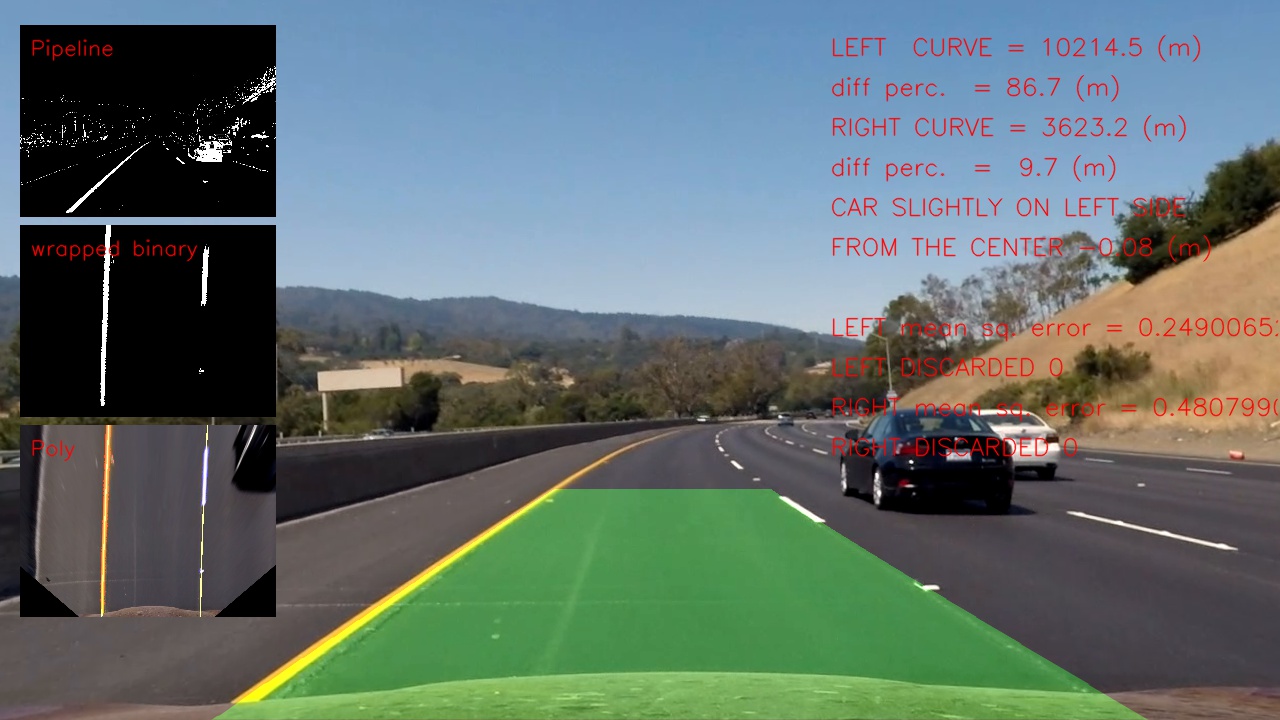 Pipeline
wrapped binary
Poly
LEFT CURVE = 10214.5 (m)
diff perc. = 86.7 (m)
RIGHT CURVE = 3623.2 (m)
diff perc. = 9.7 (m)
CAR SLIGHTLY ON LEFT SIDE
FROM THE CENTER -0.08 (m)
LEFT mean sq. error = 0.2490065
LEFT DISCARDED 0
RIGHT mean sq. error = 0.4807990
RIGHT DISCARDED 0